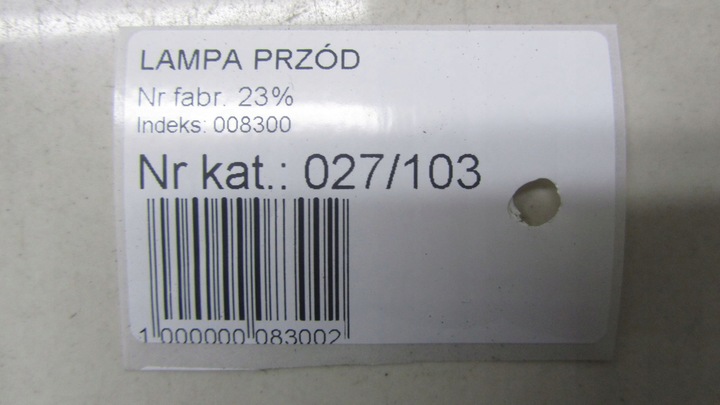 LAMPA PRZÓD
Nr fabr. 23%
Indeks: 008300
Nr kat.: 027/103
1 000000 083002